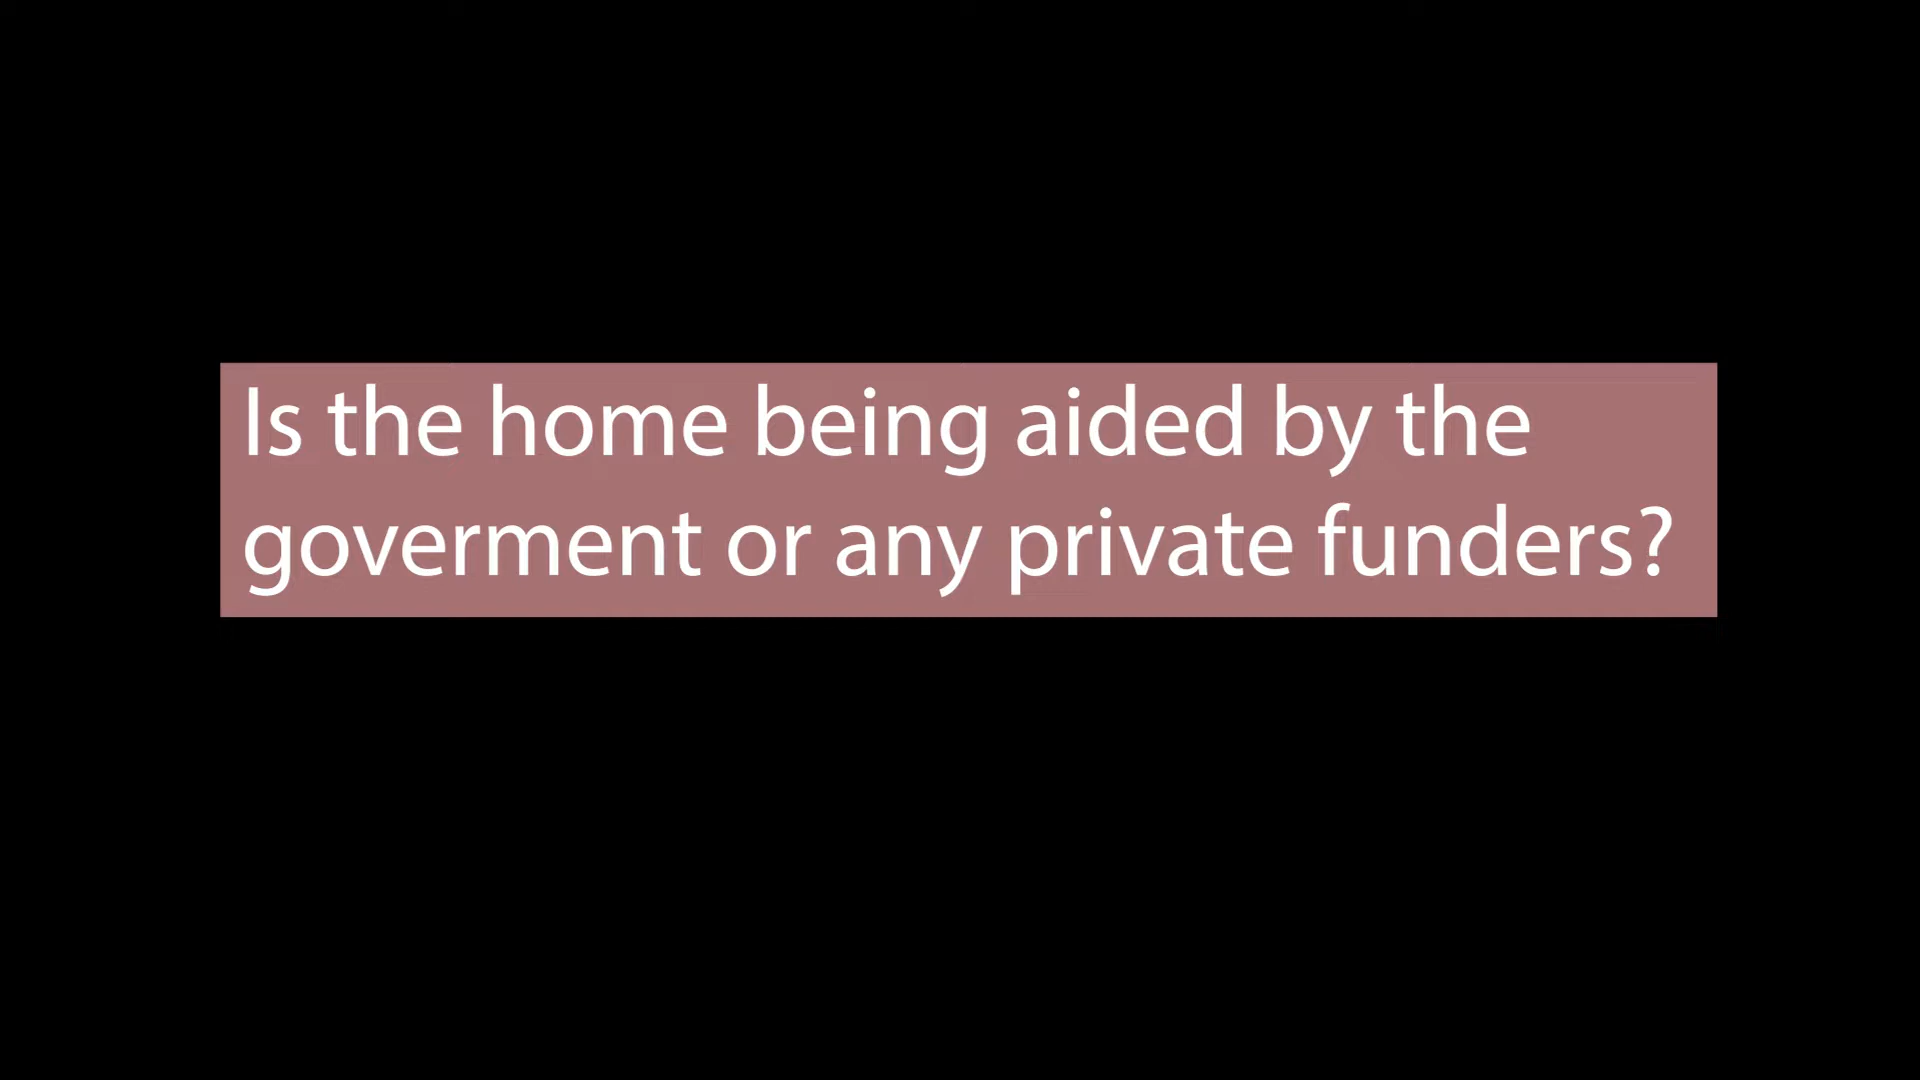 Is the home being aided by the
goverment or any private funders?